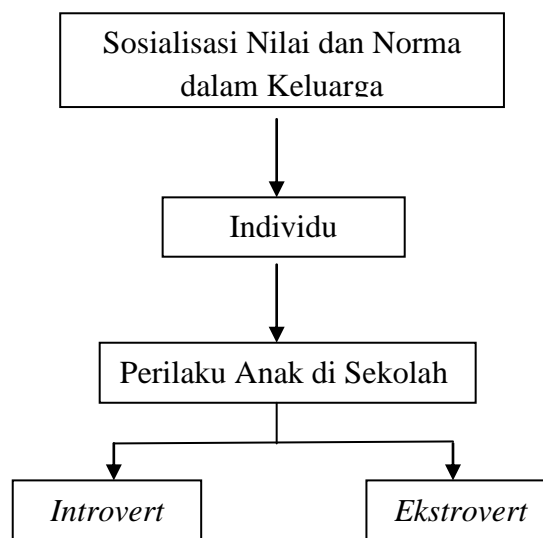 Sosialisasi Nilai dan Norma
dalam Keluarga
Individu
Perilaku Anak di Sekolah
Introvert
Ekstrovert